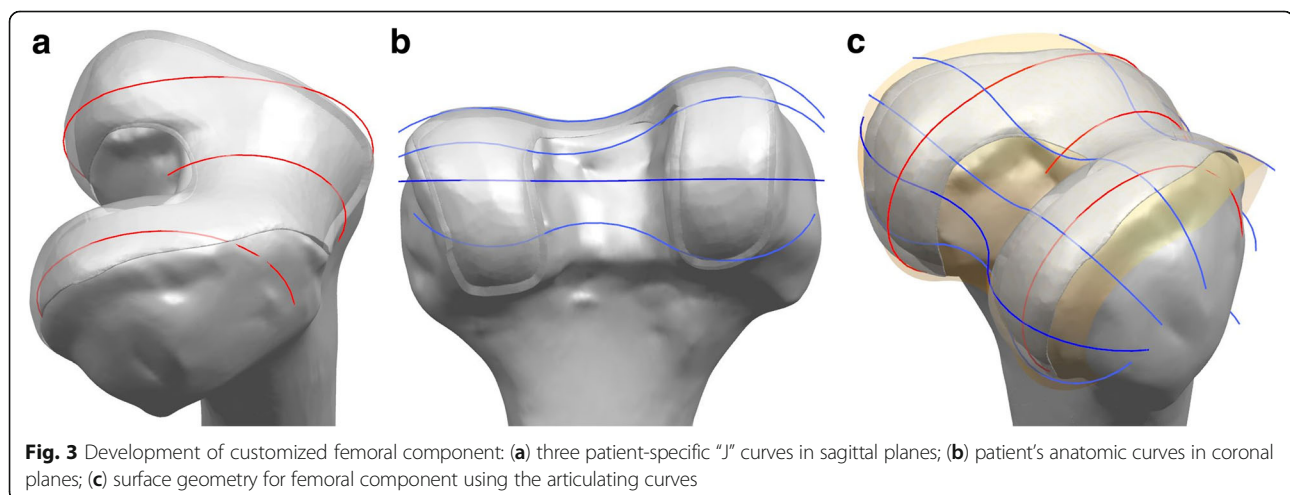 a
b
c
Fig. 3 Development of customized femoral component: (a) three patient-specific “J” curves in sagittal planes; (b) patient’s anatomic curves in coronal
planes; (c) surface geometry for femoral component using the articulating curves